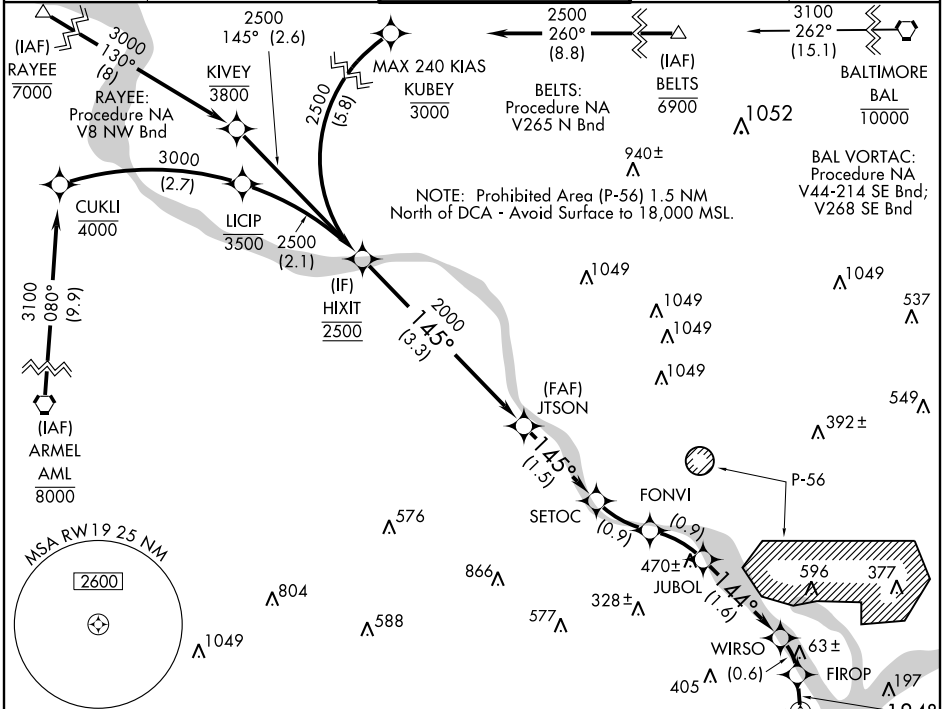 (IAF)
RAYEE
7000
3000
130°
(8)
RAYEE:
Procedure NA
V8 NW Bnd
2500
145° (2.6)
KIVEY
3800
2500
(5.8)
MAX 240 KIAS
KUBEY
3000
2500
260°
(8.8)
(IAF)
BELTS
6900
BELTS:
Procedure NA
V265 N Bnd
3100
262°
(15.1)
BALTIMORE
BAL
10000
1052
940±
BAL VORTAC:
Procedure NA
V44-214 SE Bnd;
V268 SE Bnd
NOTE: Prohibited Area (P-56) 1.5 NM
North of DCA - Avoid Surface to 18,000 MSL.
3000
(2.7)
CUKLI
4000
LICIP
3500
2500
(2.1)
(IF)
HIXIT
2500
3100
080°
(9.9)
(IAF)
ARMEL
AML
8000
2000
145°
(3.3)
1049
1049
1049
1049
1049
537
549
392±
(FAF)
JTSON
145°
(1.5)
SETOC
(0.9)
FONVI
(0.9)
P-56
470±
JUBOL
144°
(1.6)
596
377
576
866
804
588
577
328±
1049
MSA RW19 25 NM
2600
WIRSO
63±
(0.6)
FIROP
405
197